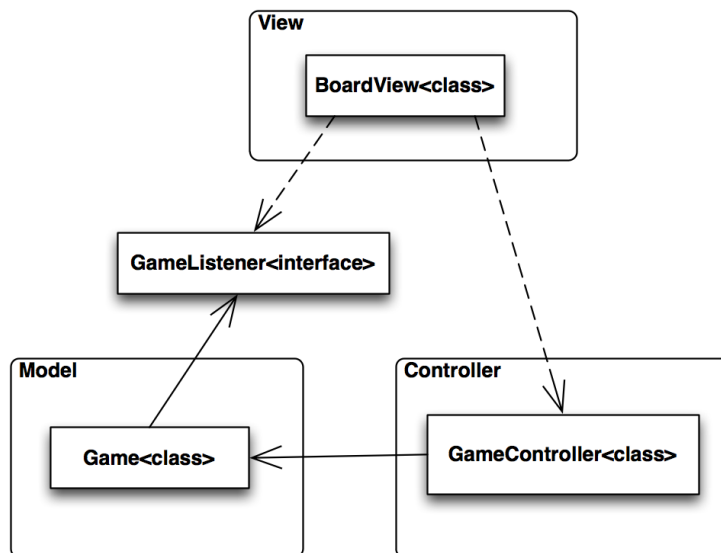 View
BoardView<class>
GameListener<interface>
Model
Controller
Game<class>
GameController<class>